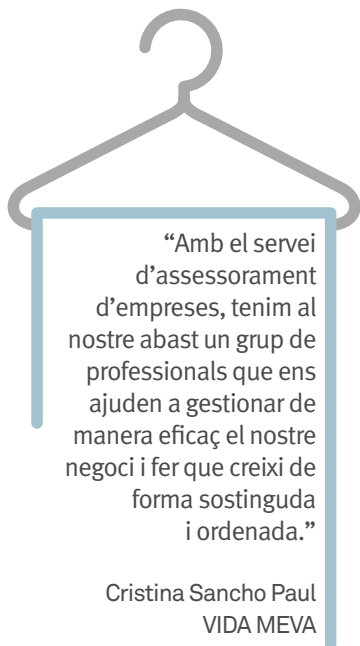 “Amb el servei
d’assessorament
d’empreses, tenim al
nostre abast un grup de
professionals que ens
ajuden a gestionar de
manera eficaç el nostre
negoci i fer que creixi de
forma sostinguda
i ordenada.”
Cristina Sancho Paul
VIDA MEVA